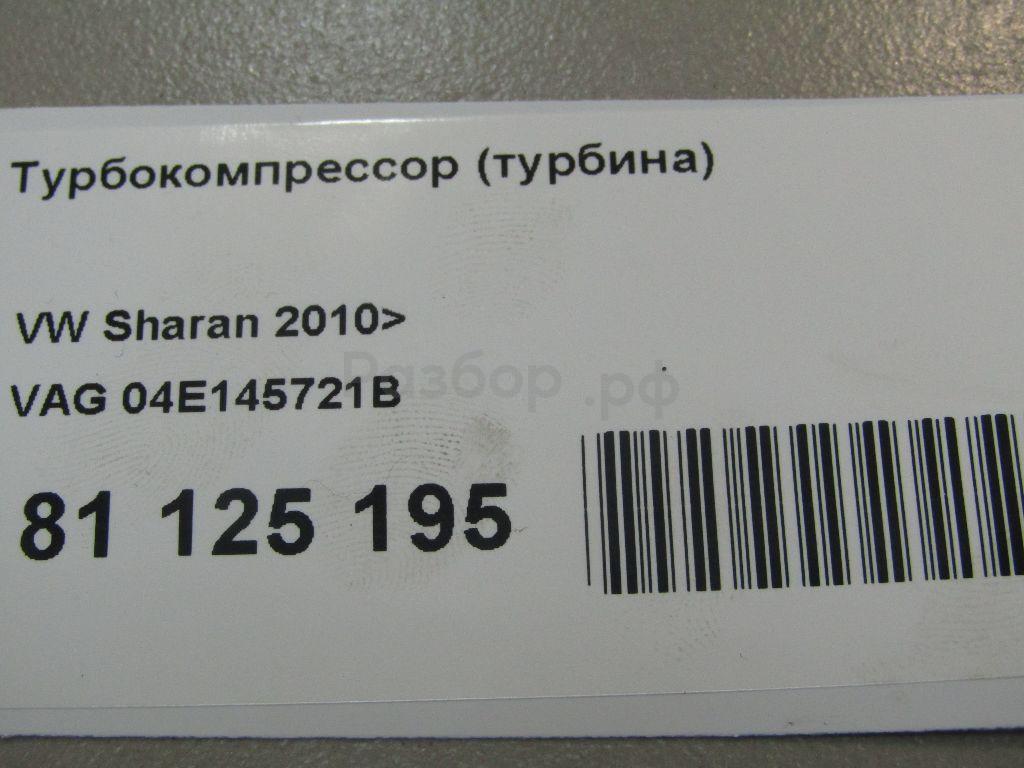 Турбокомпрессор (турбина)
VW Sharan 2010>
Разбор.рф
VAG 04E145721B
81 125 195